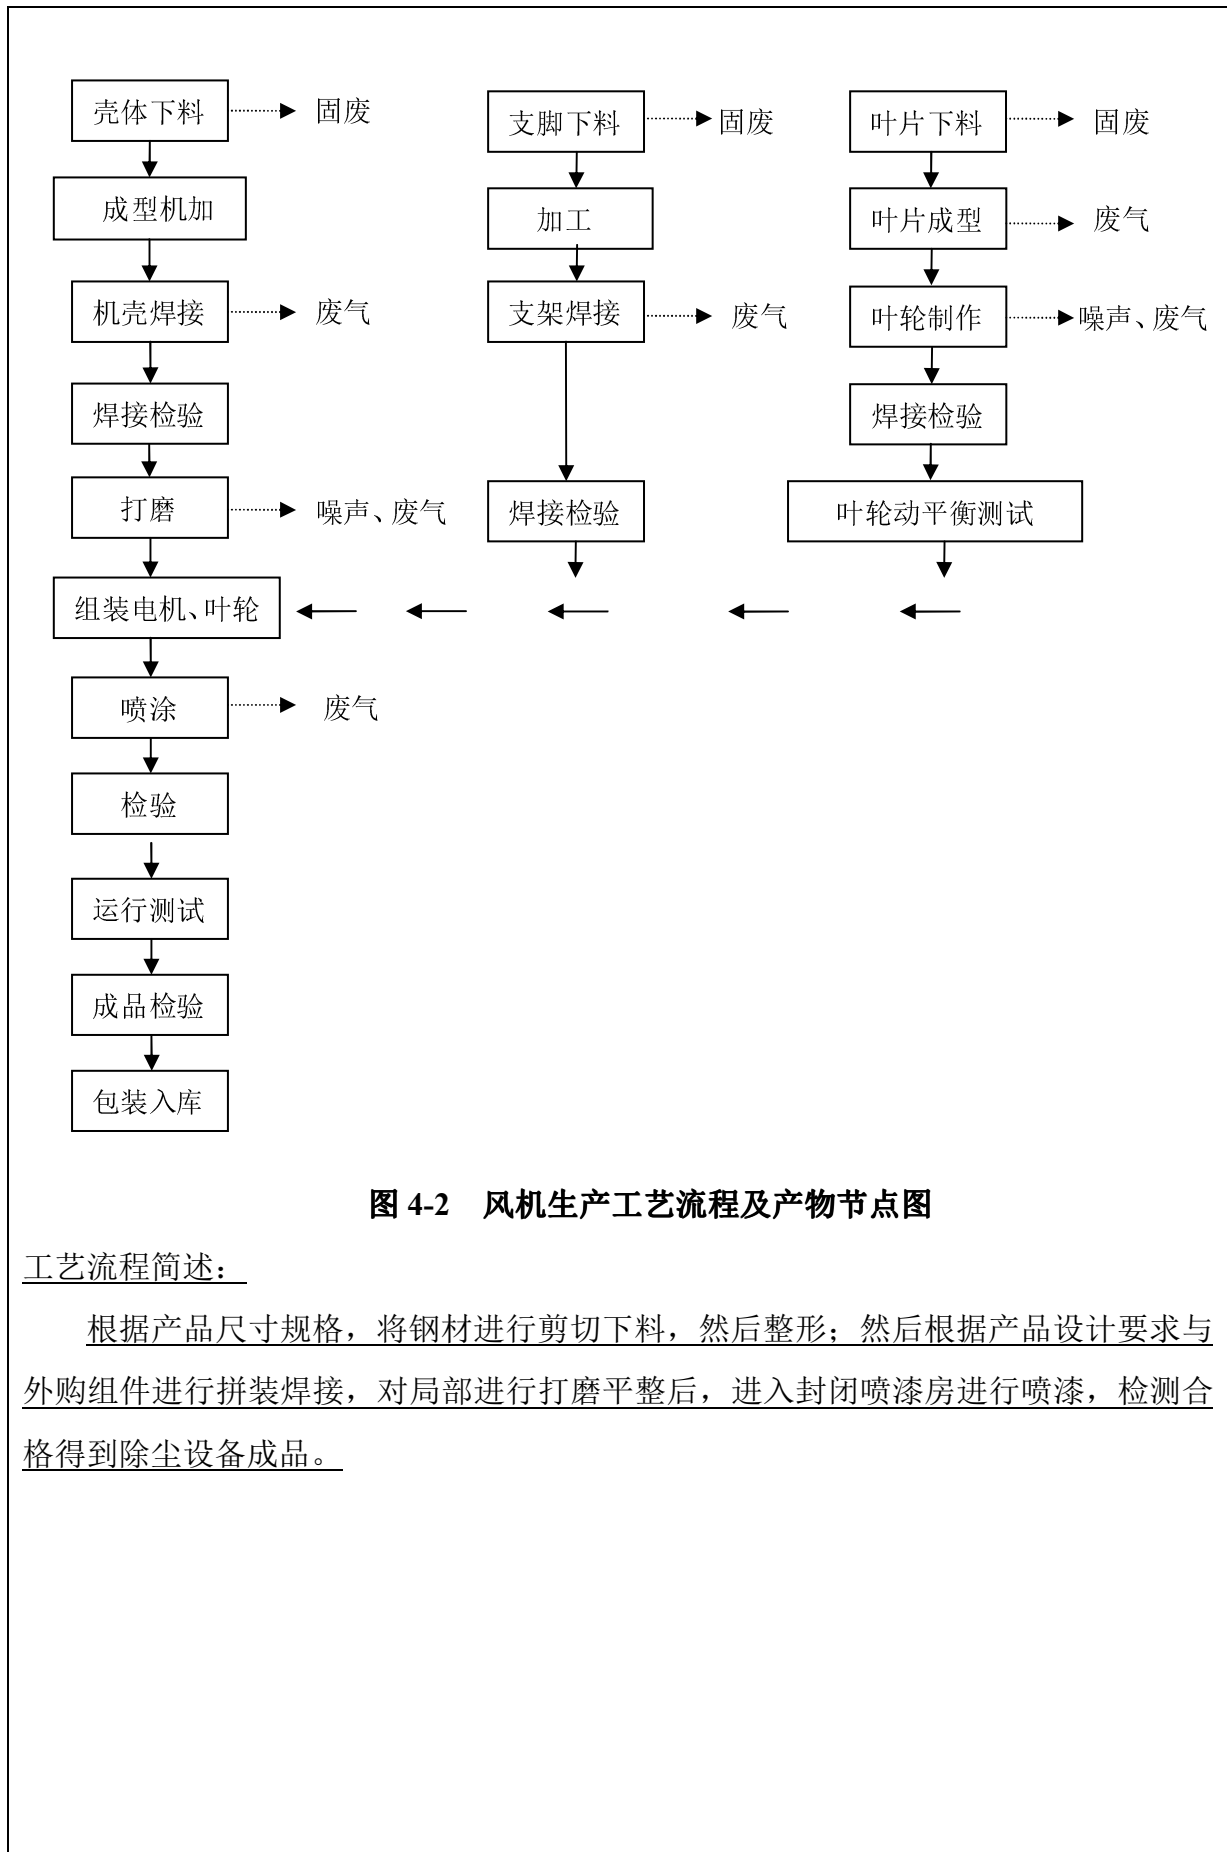 壳体下料
固废
支脚下料
固废
叶片下料
固废
成型机加
加工
叶片成型
废气
机壳焊接
废气
支架焊接
废气
叶轮制作
噪声、废气
焊接检验
焊接检验
打磨
噪声、废气
焊接检验
叶轮动平衡测试
组装电机、叶轮
喷涂
废气
检验
运行测试
成品检验
包装入库
图 4-2 风机生产工艺流程及产物节点图
工艺流程简述：
根据产品尺寸规格，将钢材进行剪切下料，然后整形；然后根据产品设计要求与
外购组件进行拼装焊接，对局部进行打磨平整后，进入封闭喷漆房进行喷漆，检测合
格得到除尘设备成品。